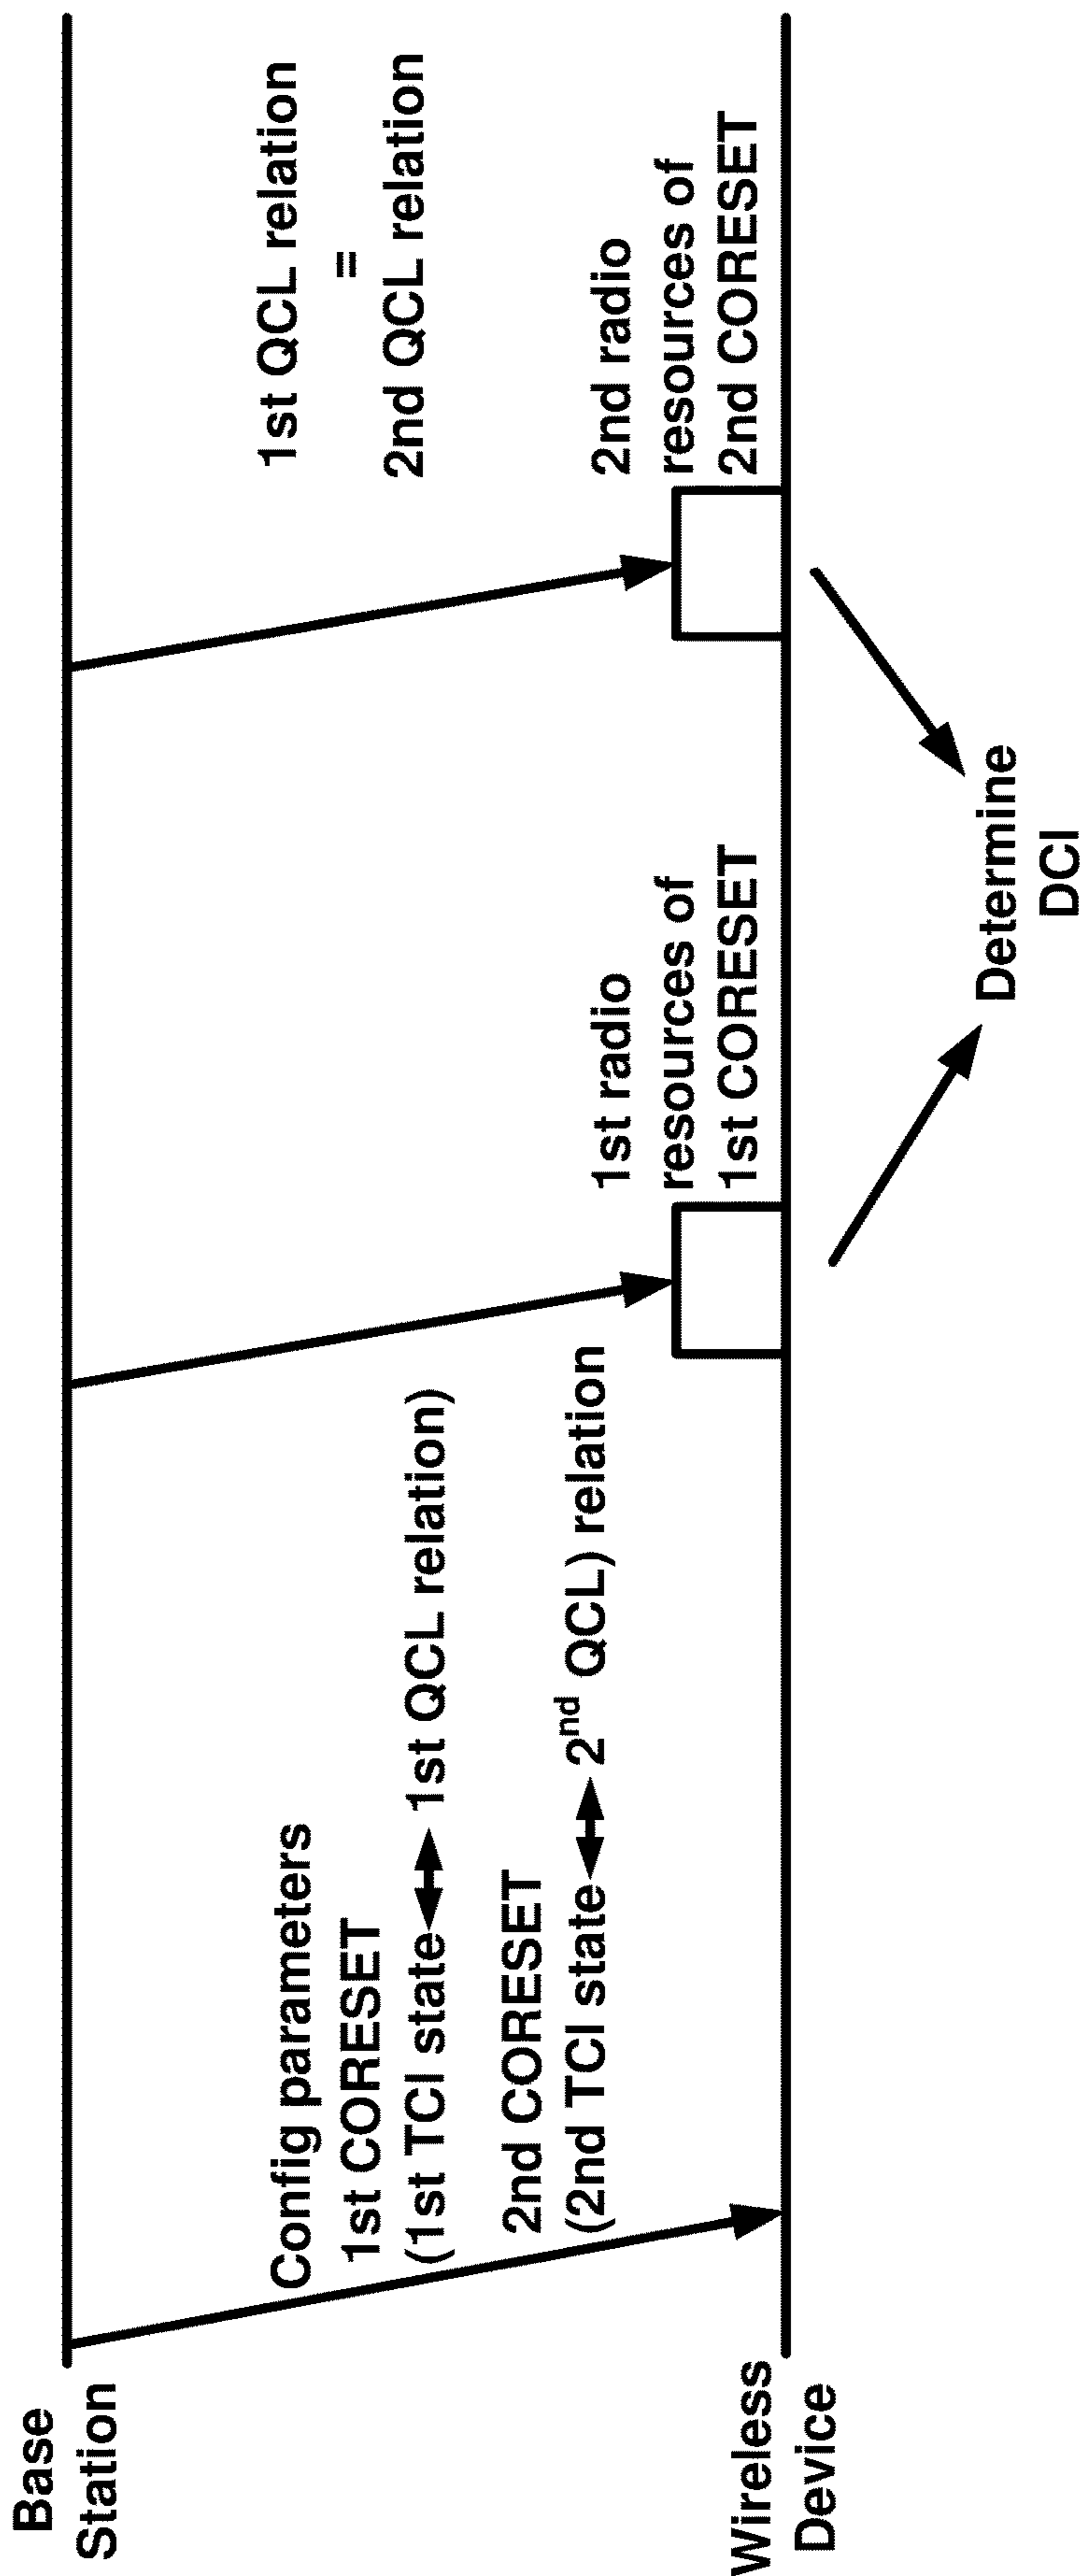 Base
Station
Config parameters
1st CORESET
(1st TCI state 1st QCL relation)
2nd CORESET
(2nd TCI state 2nd QCL) relation
1st QCL relation
=
2nd QCL relation
1st radio
resources of
1st CORESET
2nd radio
resources of
2nd CORESET
Wireless
Device
Determine
DCI